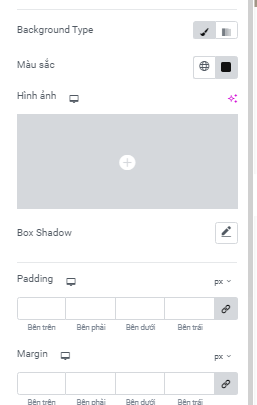 Background Type
Màu sắc
Hình ảnh
Box Shadow
Padding
px
Bên trên Bên phải Bên dưới Bên trái
Margin
px
Bên trên Bên phải Bên dưới Bên trái